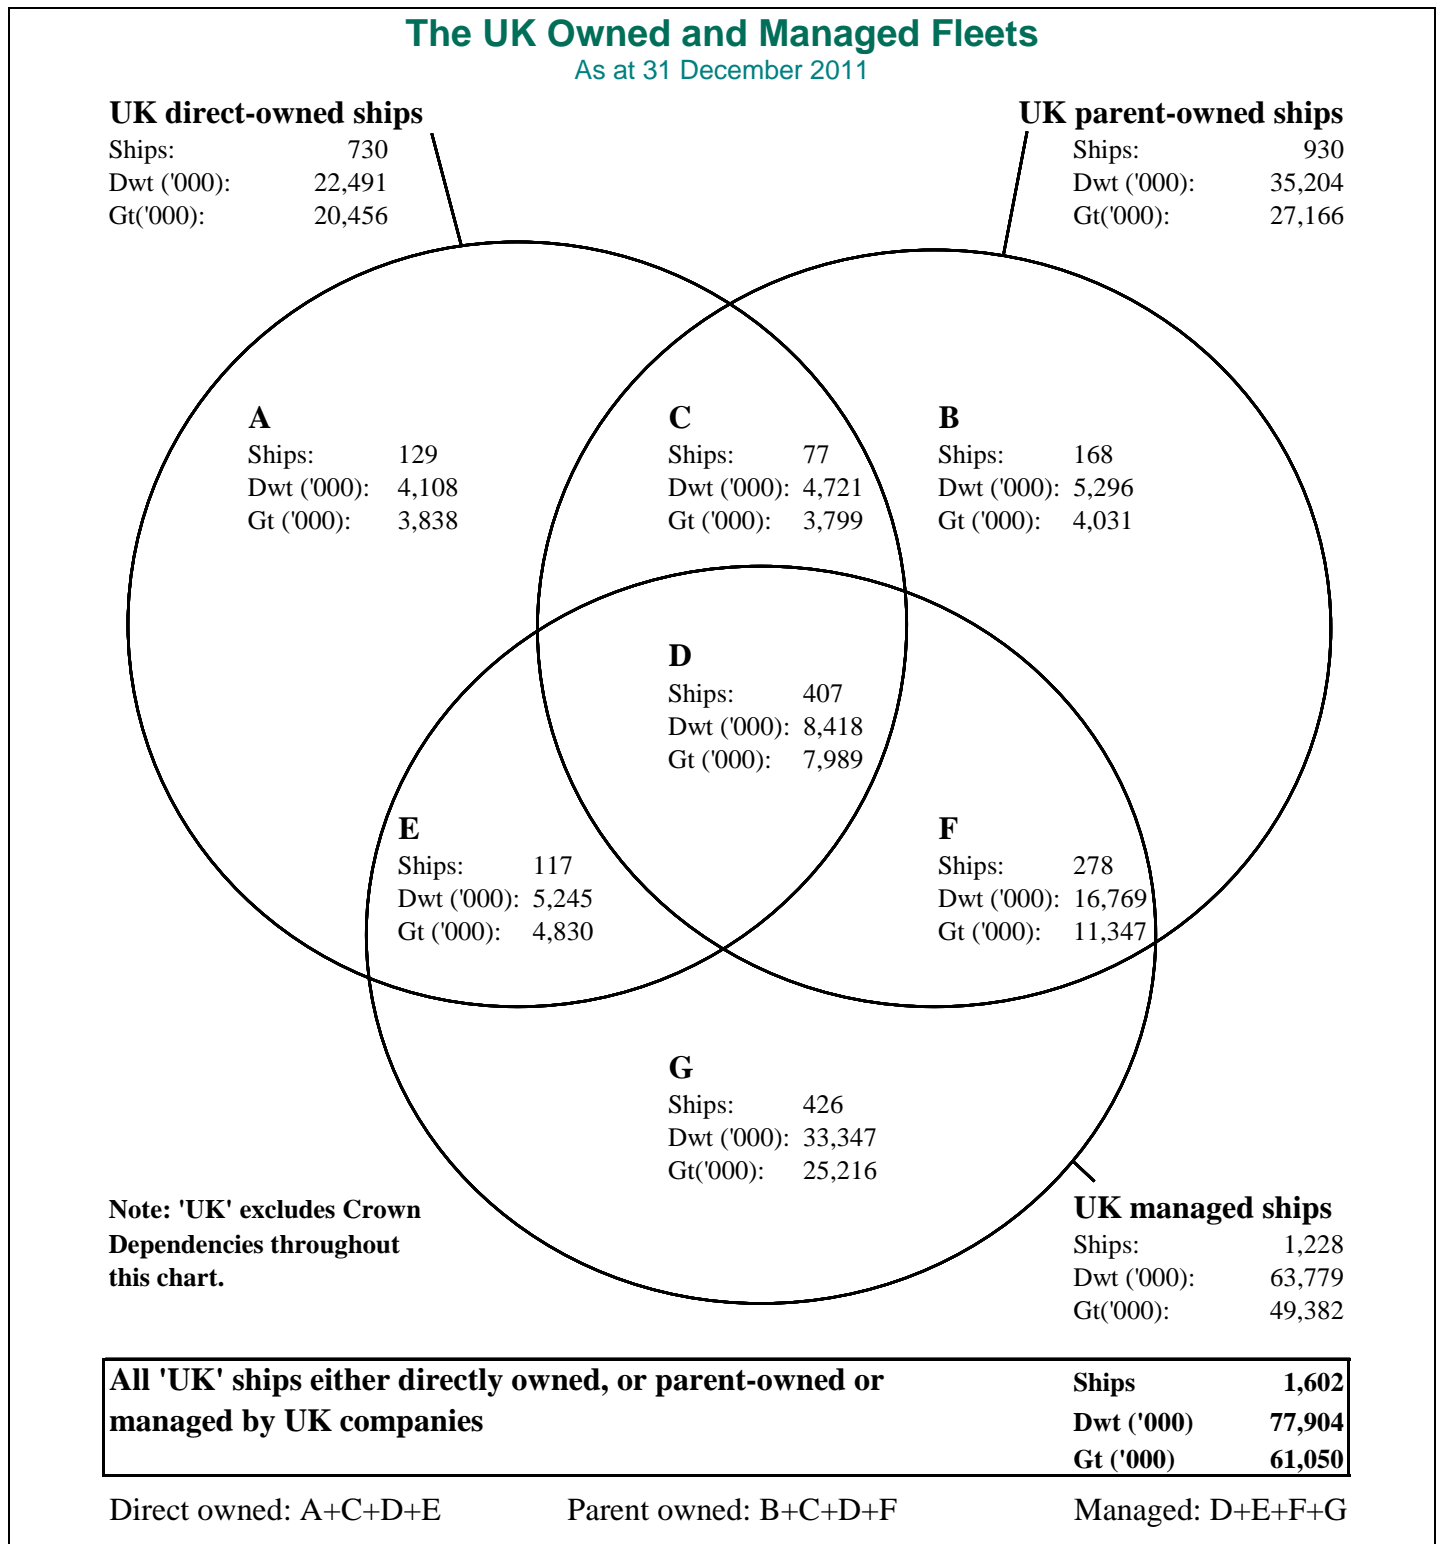 The UK Owned and Managed Fleets
As at 31 December 2011
UK direct-owned ships
Ships: 730
Dwt ('000): 22,491
Gt('000): 20,456
UK parent-owned ships
Ships: 930
Dwt ('000): 35,204
Gt('000): 27,166
A
Ships: 129
Dwt ('000): 4,108
Gt ('000): 3,838
C
Ships: 77
Dwt ('000): 4,721
Gt ('000): 3,799
B
Ships: 168
Dwt ('000): 5,296
Gt ('000): 4,031
D
Ships: 407
Dwt ('000): 8,418
Gt ('000): 7,989
E
Ships: 117
Dwt ('000): 5,245
Gt ('000): 4,830
F
Ships: 278
Dwt ('000): 16,769
Gt ('000): 11,347
G
Ships: 426
Dwt ('000): 33,347
Gt('000): 25,216
Note: 'UK' excludes Crown
Dependencies throughout
this chart.
UK managed ships
Ships: 1,228
Dwt ('000): 63,779
Gt('000): 49,382
All 'UK' ships either directly owned, or parent-owned or
managed by UK companies
Ships 1,602
Dwt ('000) 77,904
Gt ('000) 61,050
Direct owned: A+C+D+E
Parent owned: B+C+D+F
Managed: D+E+F+G